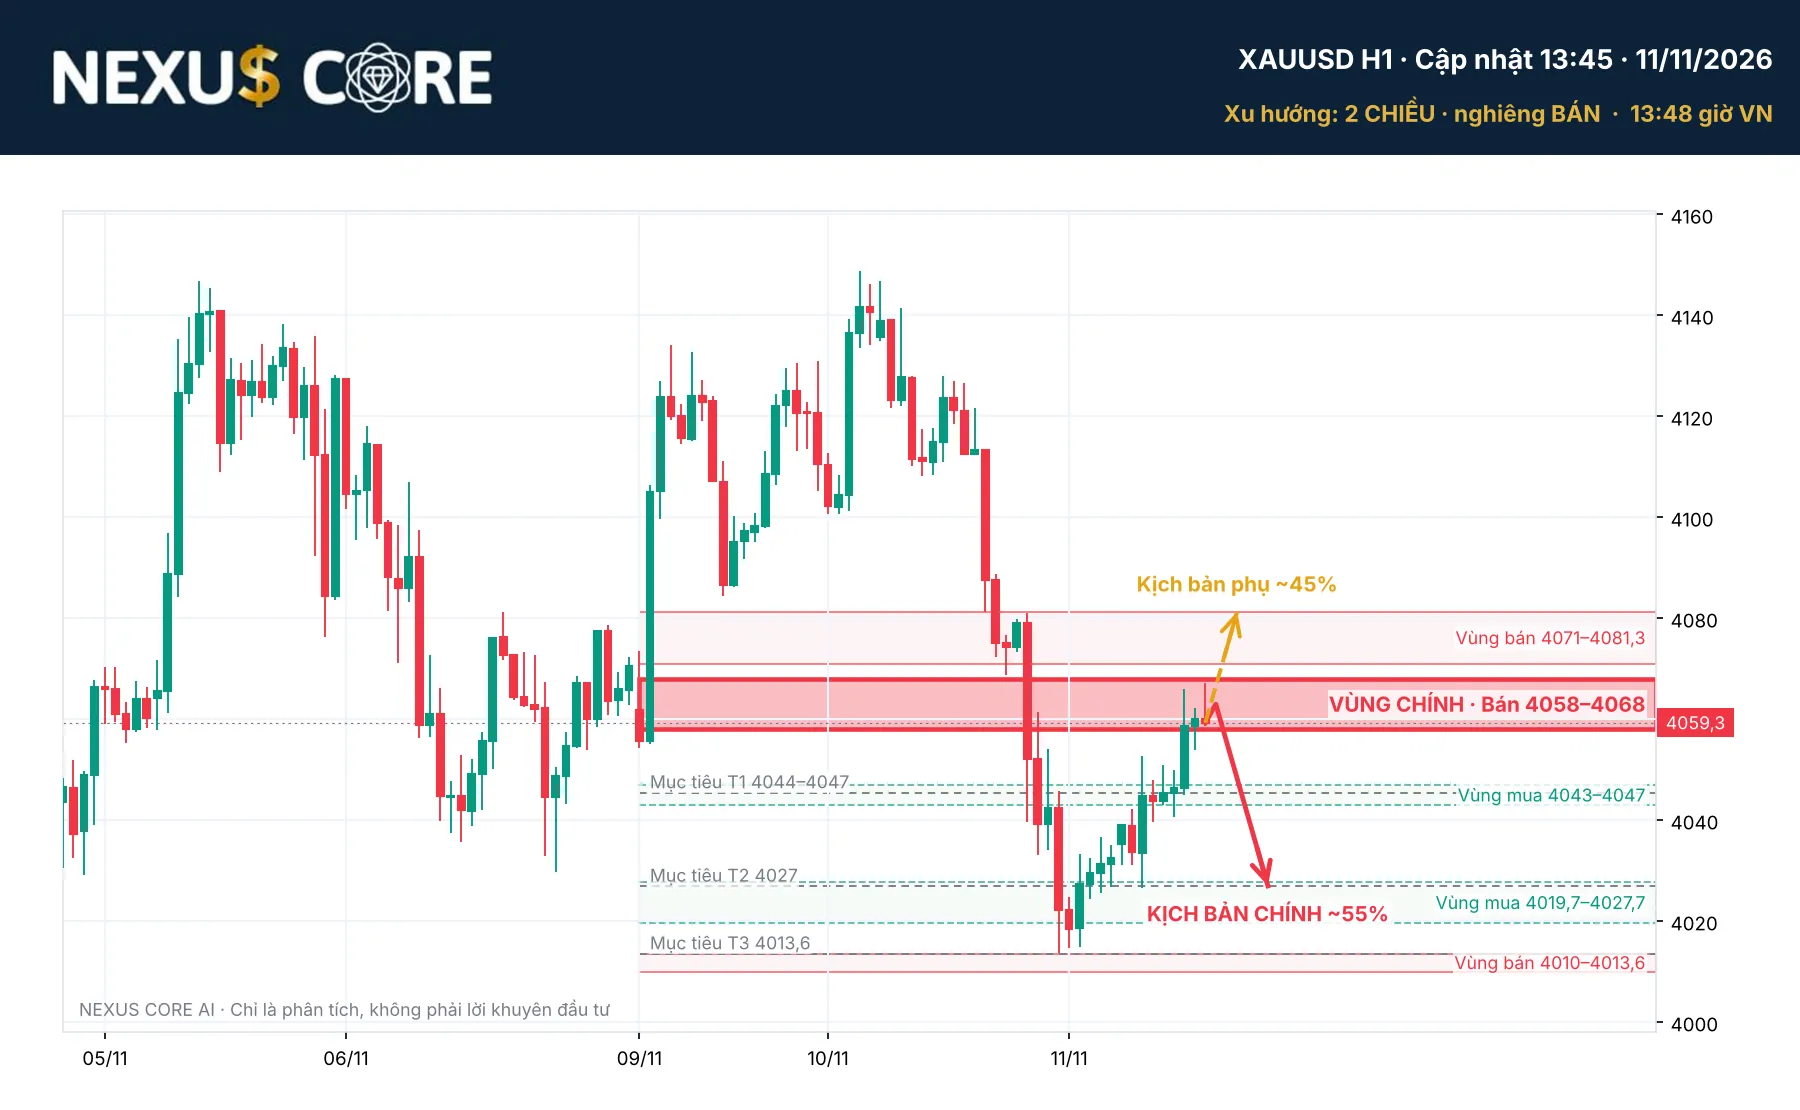 NEXU$ CORE
XAUUSD H1 · Cập nhật 13:45 · 11/11/2026
Xu hướng: 2 CHIỀU · nghiêng BÁN · 13:48 giờ VN
4160
4140
4120
4100
Kịch bản phụ ~45%
4080
Vùng bán 4071–4081,3
VÙNG CHÍNH · Bán 4058–4068
4059,3
Mục tiêu T1 4044–4047
Vùng mua 4043–4047
4040
Mục tiêu T2 4027
Vùng mua 4019,7–4027,7
KỊCH BẢN CHÍNH ~55%
4020
Mục tiêu T3 4013,6
Vùng bán 4010–4013,6
NEXUS CORE AI · Chỉ là phân tích, không phải lời khuyên đầu tư
4000
05/11 06/11 09/11 10/11 11/11